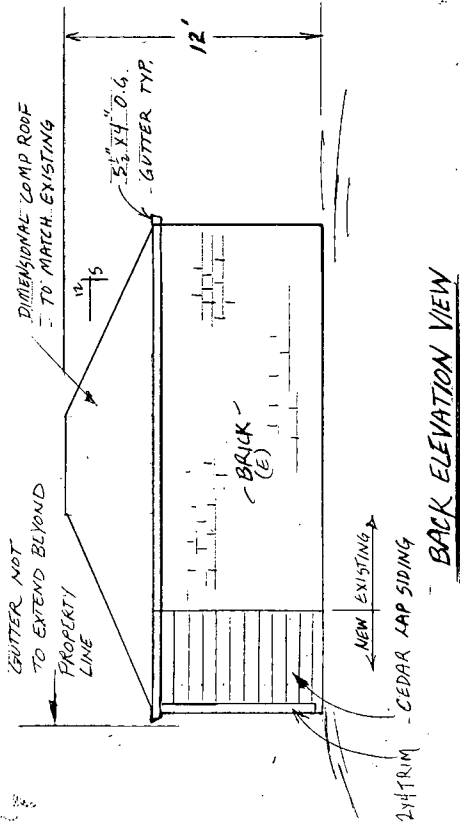 GUTTER NOT
TO EXTEND BEYOND
PROPERTY
LINE
DIMENSIONAL COMP ROOF
TO MATCH EXISTING
12
5
5½" X 4" O.G.
GUTTER TYP.
12'
BRICK
(E)
NEW EXISTING
CEDAR LAP SIDING
2X4 TRIM
BACK ELEVATION VIEW